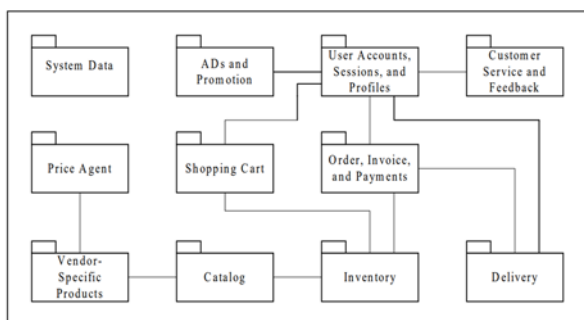 System Data
ADs and
Promotion
User Accounts,
Sessions, and
Profiles
Customer
Service and
Feedback
Price Agent
Shopping Cart
Order, Invoice,
and Payments
Vendor-
Specific
Products
Catalog
Inventory
Delivery